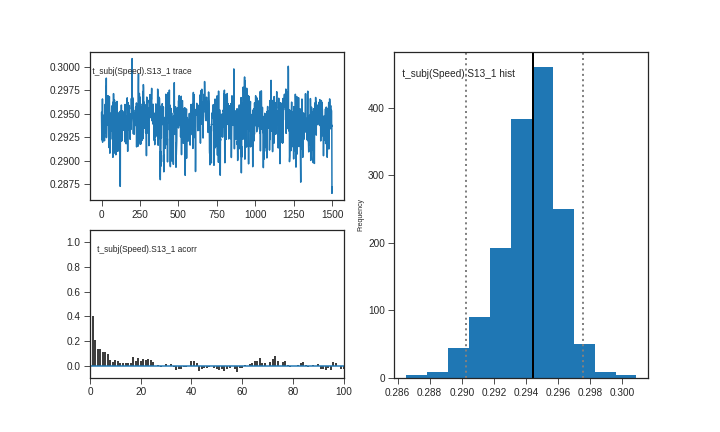 t_subj(Speed).S13_1 trace
0.3000
0.2975
0.2950
0.2925
0.2900
0.2875
0 250 500 750 1000 1250 1500
t_subj(Speed).S13_1 acorr
1.0
0.8
0.6
0.4
0.2
0.0
0 20 40 60 80 100
t_subj(Speed).S13_1 hist
Frequency
400
300
200
100
0
0.286 0.288 0.290 0.292 0.294 0.296 0.298 0.300